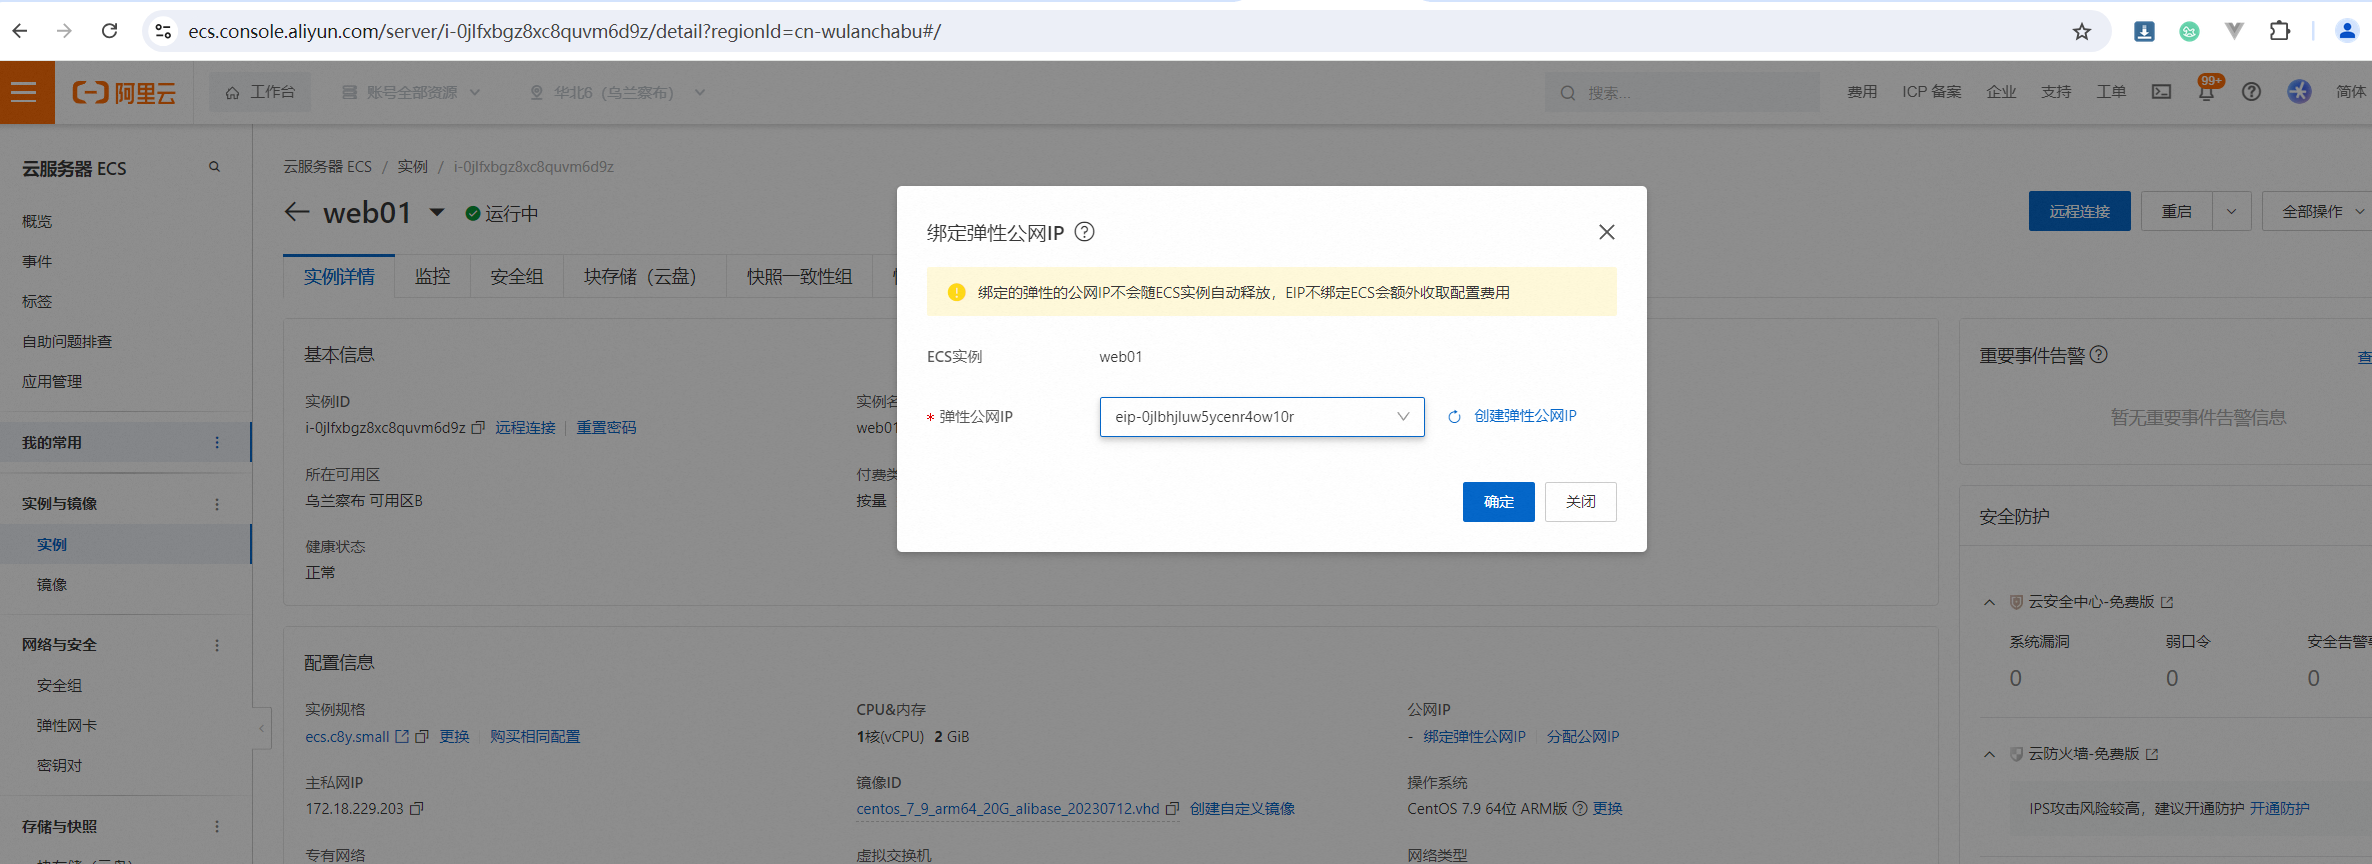 ecs.console.aliyun.com/server/i-0jlfxbgz8xc8quvm6d9z/detail?regionId=cn-wulanchabu#/
阿里云
工作台
账号全部资源
华北6（乌兰察布）
搜索...
费用
ICP 备案
企业
支持
工单
99+
简体
云服务器 ECS
概览
事件
标签
自助问题排查
应用管理
我的常用
实例与镜像
实例
镜像
网络与安全
安全组
弹性网卡
密钥对
存储与快照
云服务器 ECS / 实例 / i-0jlfxbgz8xc8quvm6d9z
web01 运行中
远程连接
重启
全部操作
实例详情
监控
安全组
块存储（云盘）
快照一致性组
绑定弹性公网IP
绑定的弹性的公网IP不会随ECS实例自动释放，EIP不绑定ECS会额外收取配置费用
ECS实例
web01
* 弹性公网IP
eip-0jlbhjluw5ycenr4ow10r
创建弹性公网IP
确定
关闭
基本信息
实例ID
i-0jlfxbgz8xc8quvm6d9z 远程连接 | 重置密码
实例名
web01
所在可用区
乌兰察布 可用区B
付费类
按量
健康状态
正常
配置信息
实例规格
ecs.c8y.small 更换 | 购买相同配置
CPU&内存
1核(vCPU) 2 GiB
公网IP
- 绑定弹性公网IP | 分配公网IP
主私网IP
172.18.229.203
镜像ID
centos_7_9_arm64_20G_alibase_20230712.vhd 创建自定义镜像
操作系统
CentOS 7.9 64位 ARM版 更换
专有网络
虚拟交换机
网络类型
重要事件告警
查
暂无重要事件告警信息
安全防护
云安全中心-免费版
系统漏洞
弱口令
安全告警
0
0
0
云防火墙-免费版
IPS攻击风险较高，建议开通防护 开通防护